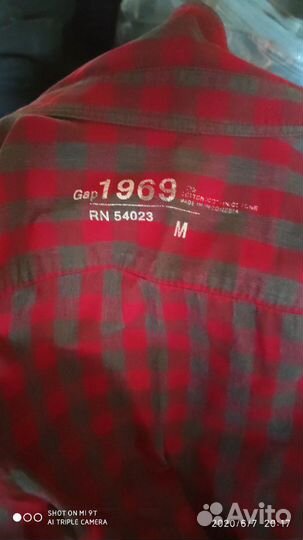 Gap 1969
MADE IN INDONESIA
RN 54023
M
SHOT ON MI 9T
AI TRIPLE CAMERA
2020/6/7 20:17
Avito